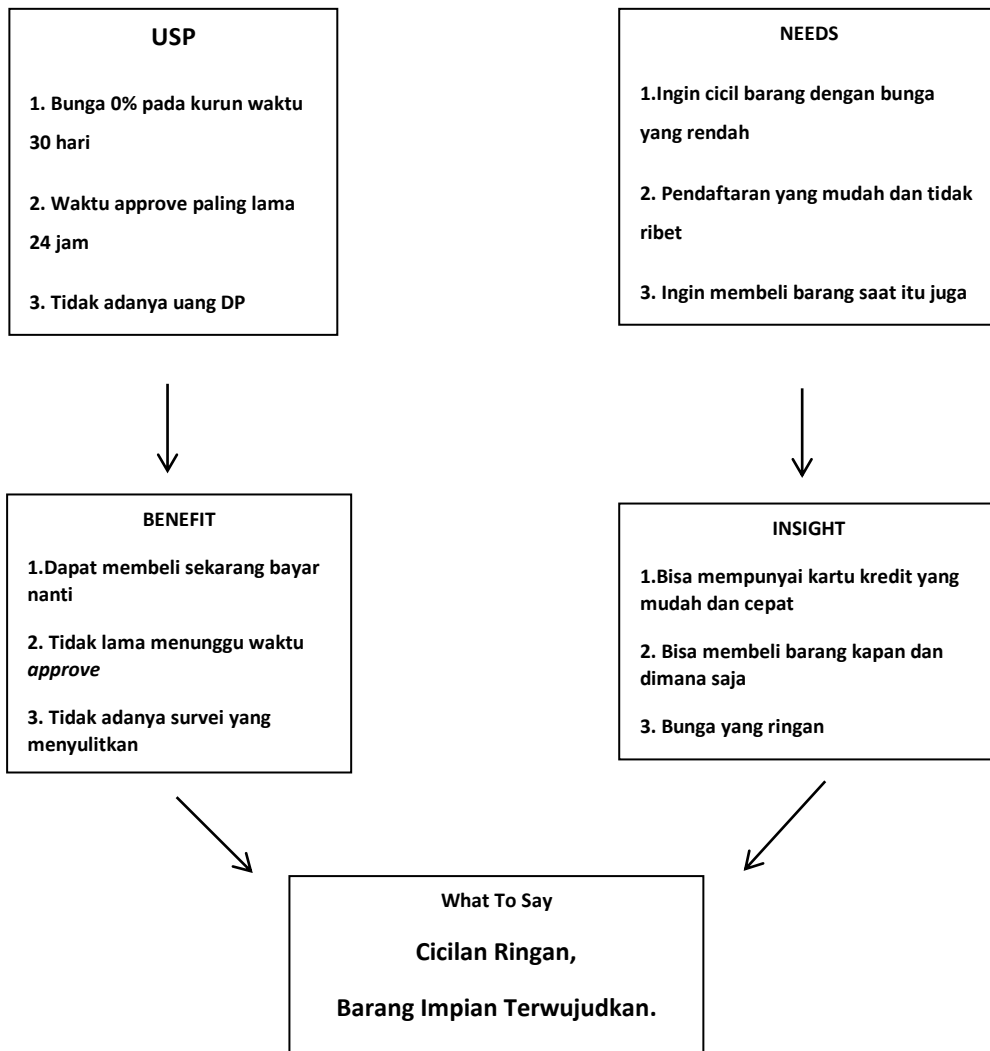 USP
1. Bunga 0% pada kurun waktu
30 hari
2. Waktu approve paling lama
24 jam
3. Tidak adanya uang DP
NEEDS
1.Ingin cicil barang dengan bunga
yang rendah
2. Pendaftaran yang mudah dan tidak
ribet
3. Ingin membeli barang saat itu juga
BENEFIT
1.Dapat membeli sekarang bayar
nanti
2. Tidak lama menunggu waktu
approve
3. Tidak adanya survei yang
menyulitkan
INSIGHT
1.Bisa mempunyai kartu kredit yang
mudah dan cepat
2. Bisa membeli barang kapan dan
dimana saja
3. Bunga yang ringan
What To Say
Cicilan Ringan,
Barang Impian Terwujudkan.